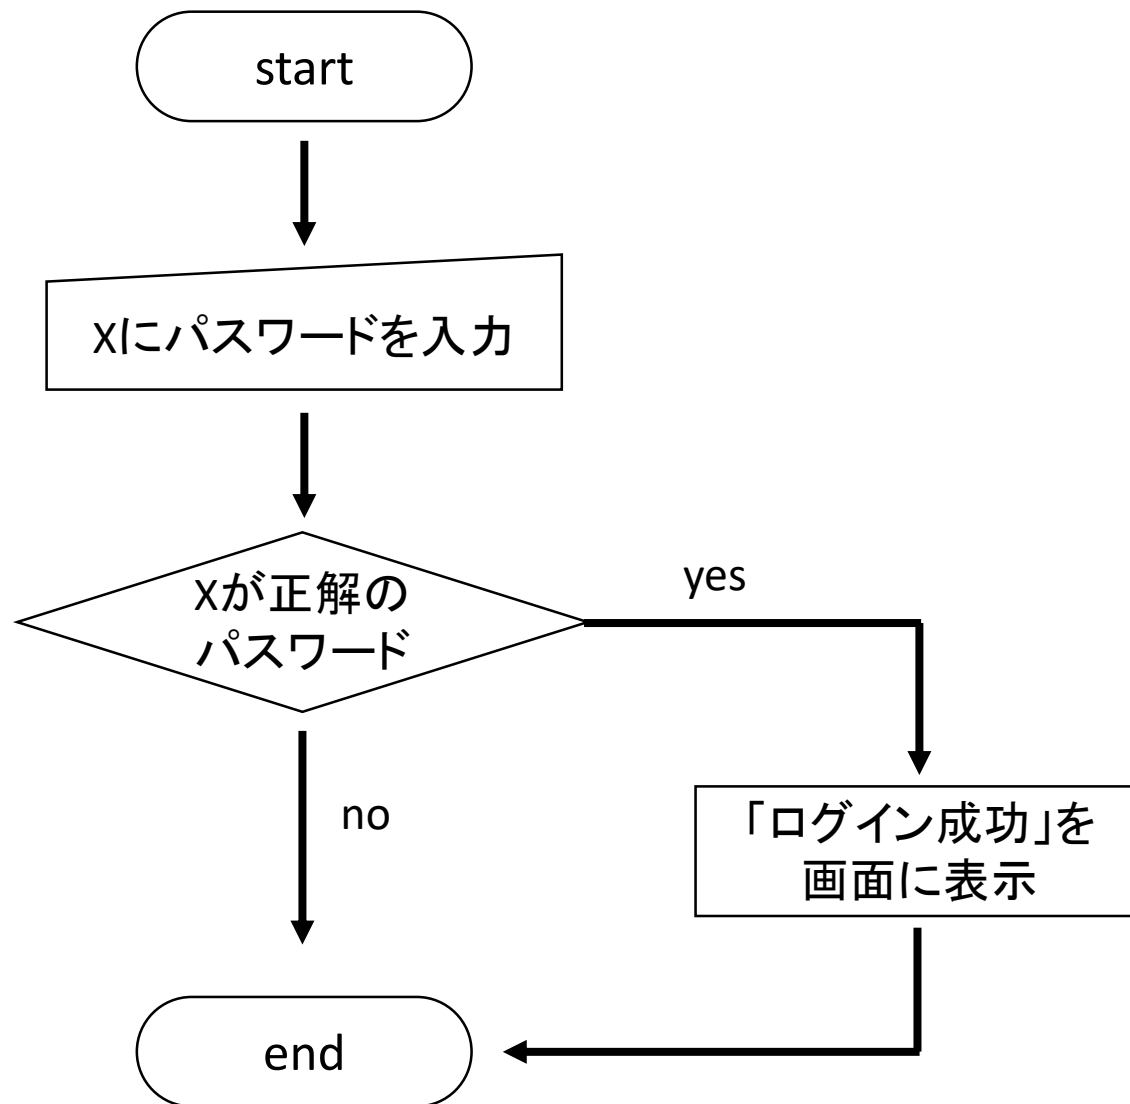 start
Xにパスワードを入力
Xが正解の
パスワード
yes
no
「ログイン成功」を
画面に表示
end